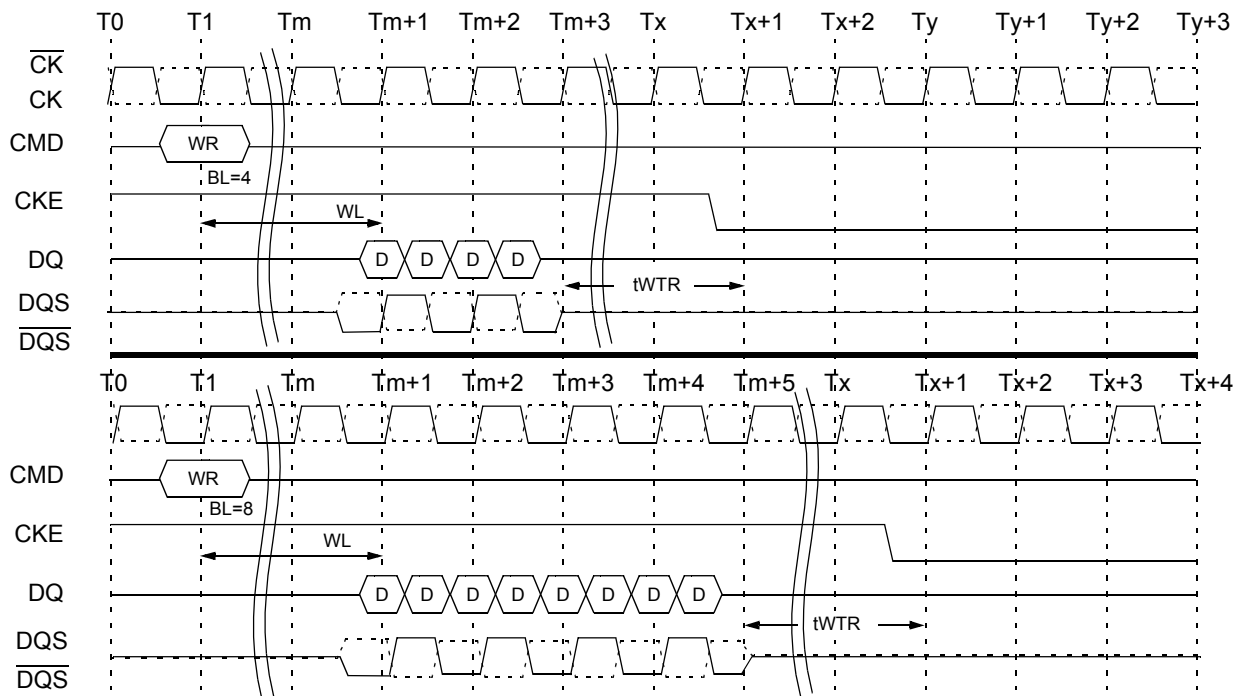 T0 T1 Tm Tm+1 Tm+2 Tm+3 Tx Tx+1 Tx+2 Ty Ty+1 Ty+2 Ty+3
CK
CK
CMD WR
BL=4
CKE
WL
DQ D D D D
tWTR
DQS
DQS
T0 T1 Tm Tm+1 Tm+2 Tm+3 Tm+4 Tm+5 Tx Tx+1 Tx+2 Tx+3 Tx+4
CMD WR
BL=8
CKE
WL
DQ D D D D D D D D
tWTR
DQS
DQS